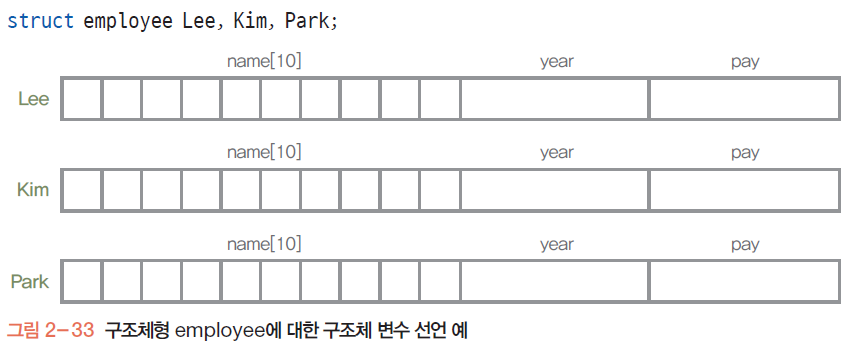 struct employee Lee, Kim, Park;
name[10] year pay
Lee
name[10] year pay
Kim
name[10] year pay
Park
그림 2-33 구조체형 employee에 대한 구조체 변수 선언 예